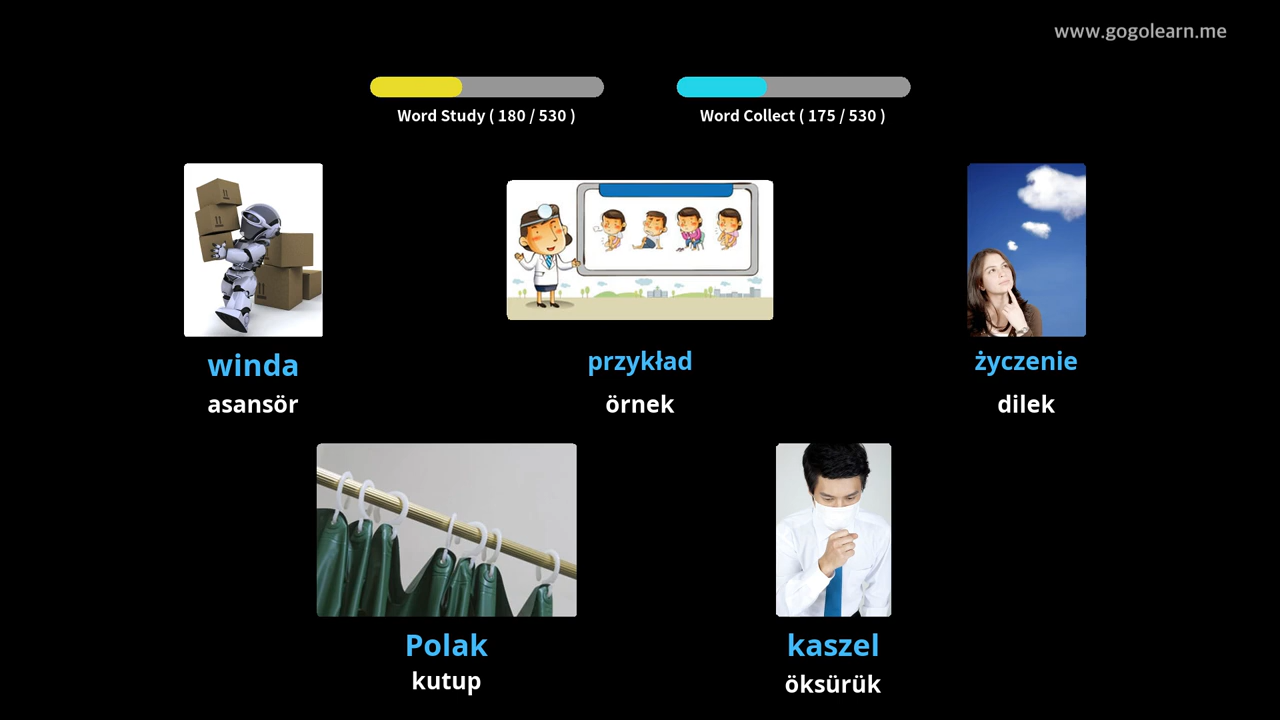 www.gogolearn.me
Word Study ( 180 / 530 )
Word Collect ( 175 / 530 )
winda
asansör
przykład
örnek
życzenie
dilek
Polak
kutup
kaszel
öksürük